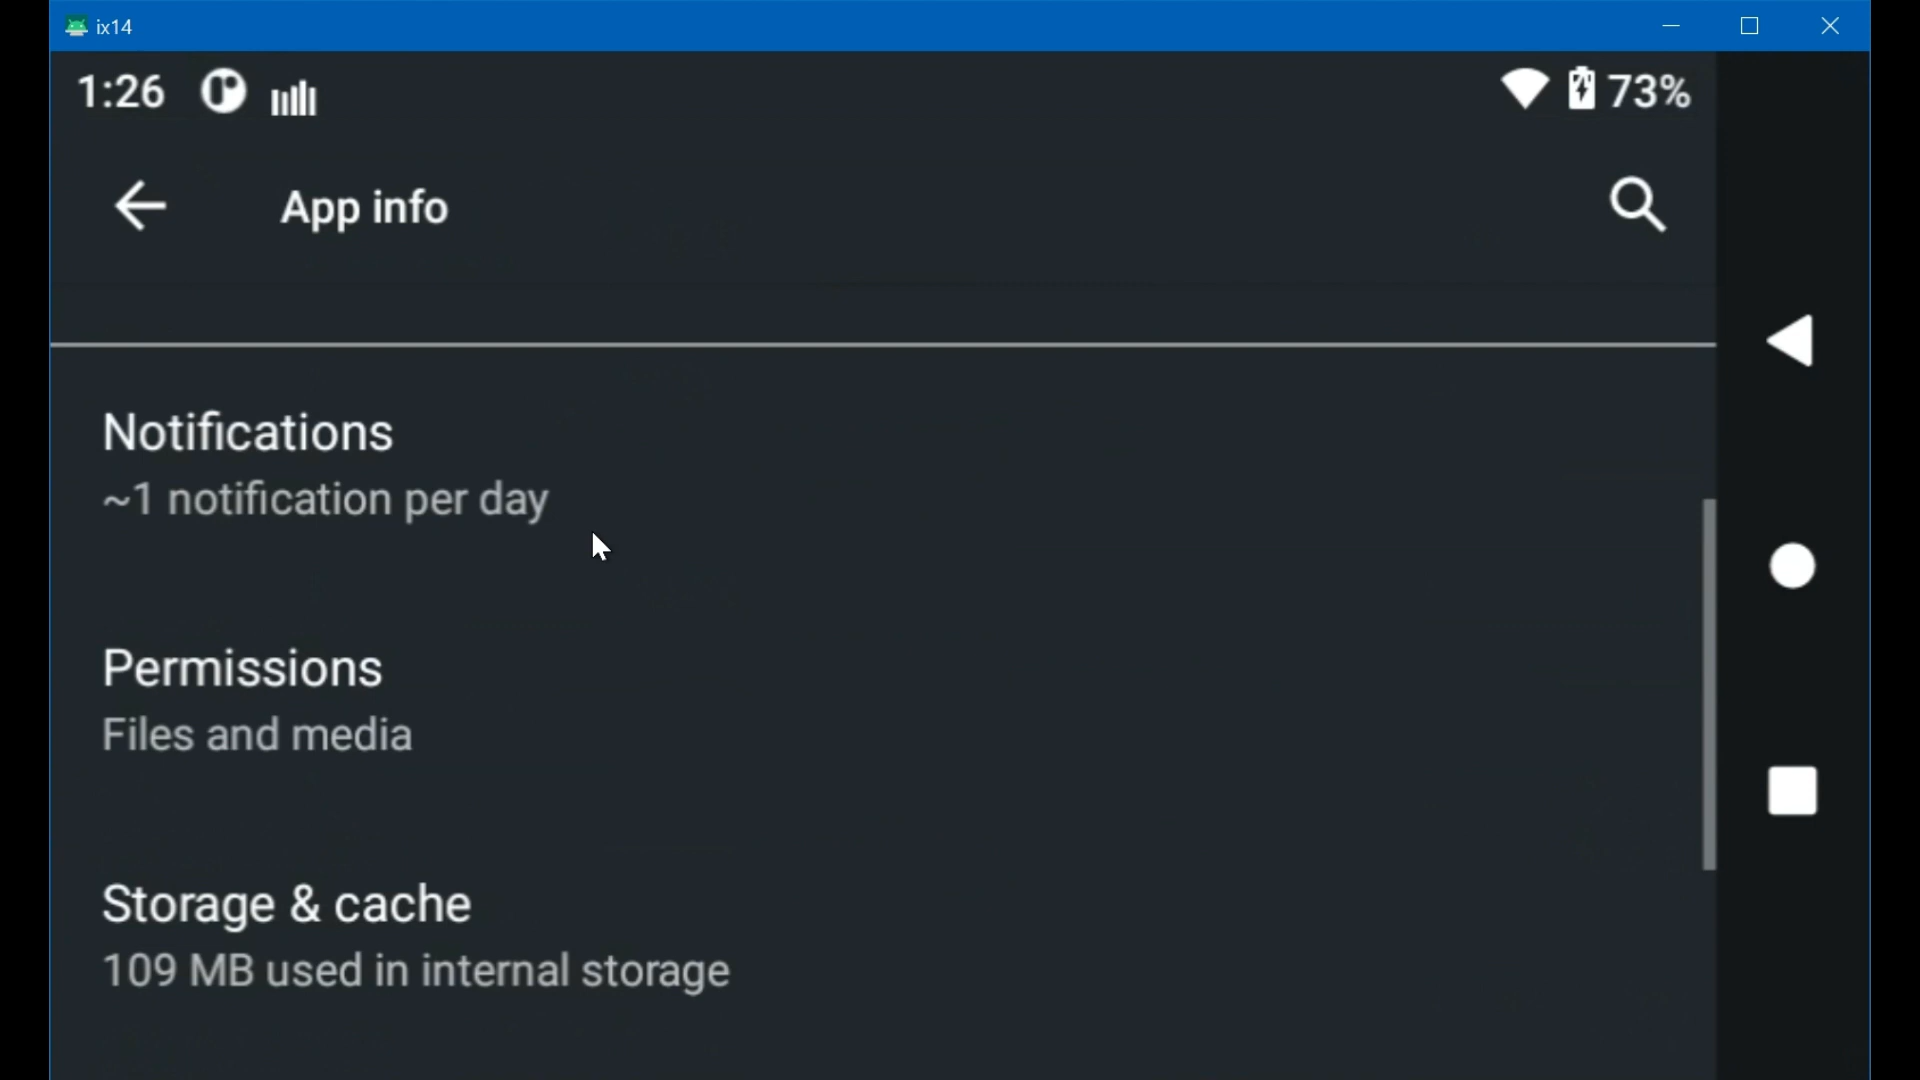 ix14
1:26
73%
App info
Notifications
~1 notification per day
Permissions
Files and media
Storage & cache
109 MB used in internal storage